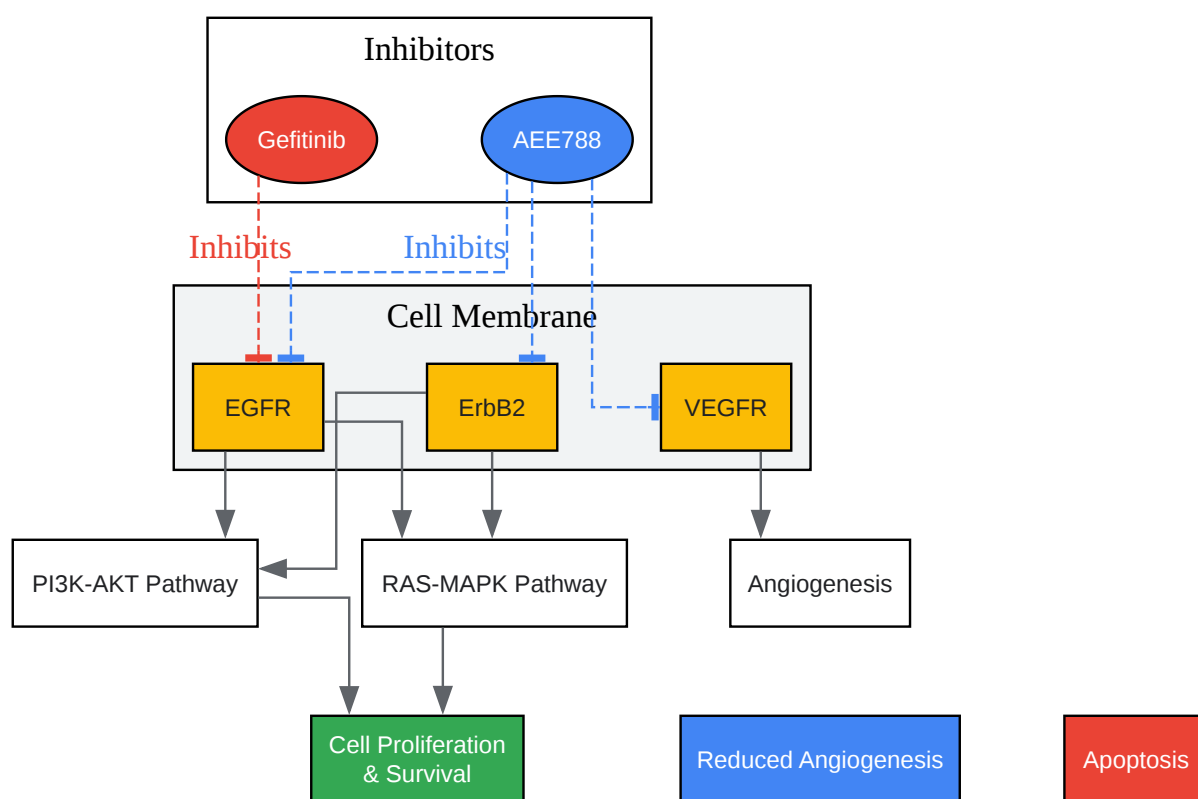 Inhibitors
Gefitinib
AEE788
Inhibits
Inhibits
Cell Membrane
EGFR
ErbB2
VEGFR
PI3K-AKT Pathway
RAS-MAPK Pathway
Angiogenesis
Cell Proliferation
& Survival
Reduced Angiogenesis
Apoptosis